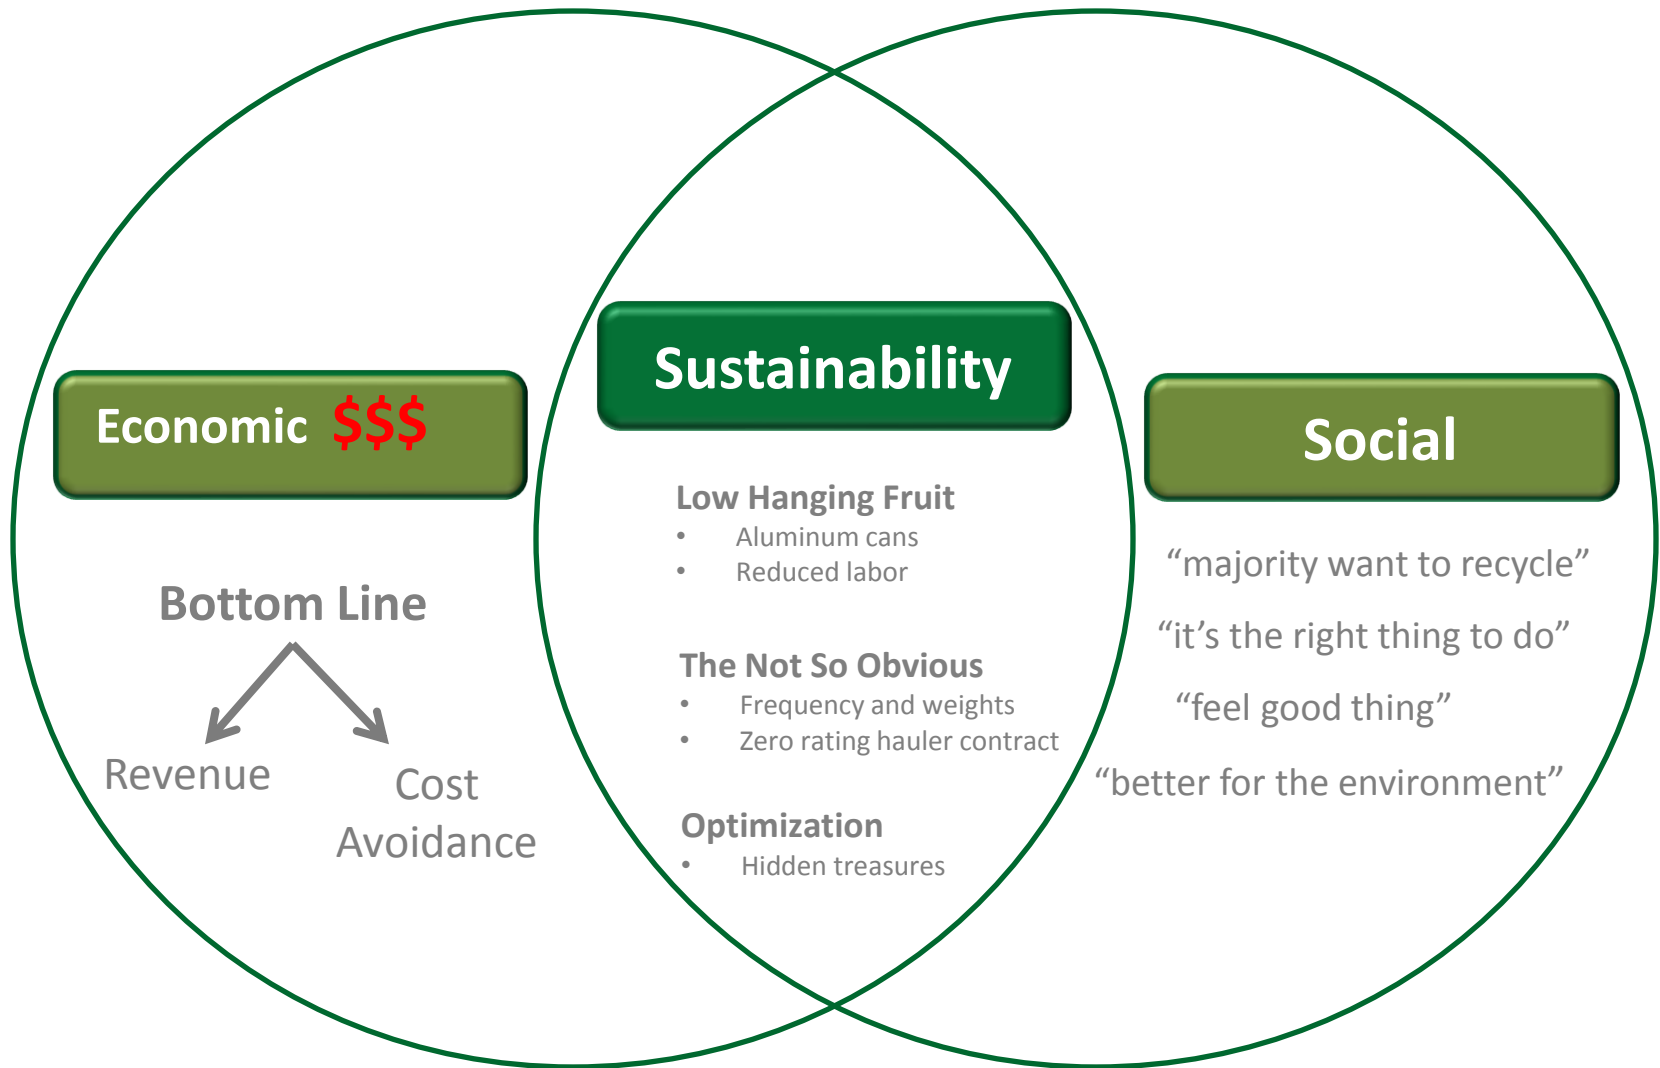 Economic $$$
Bottom Line
Revenue
Cost
Avoidance
Sustainability
Low Hanging Fruit
• Aluminum cans
• Reduced labor
The Not So Obvious
• Frequency and weights
• Zero rating hauler contract
Optimization
• Hidden treasures
Social
“majority want to recycle”
“it’s the right thing to do”
“feel good thing”
“better for the environment”